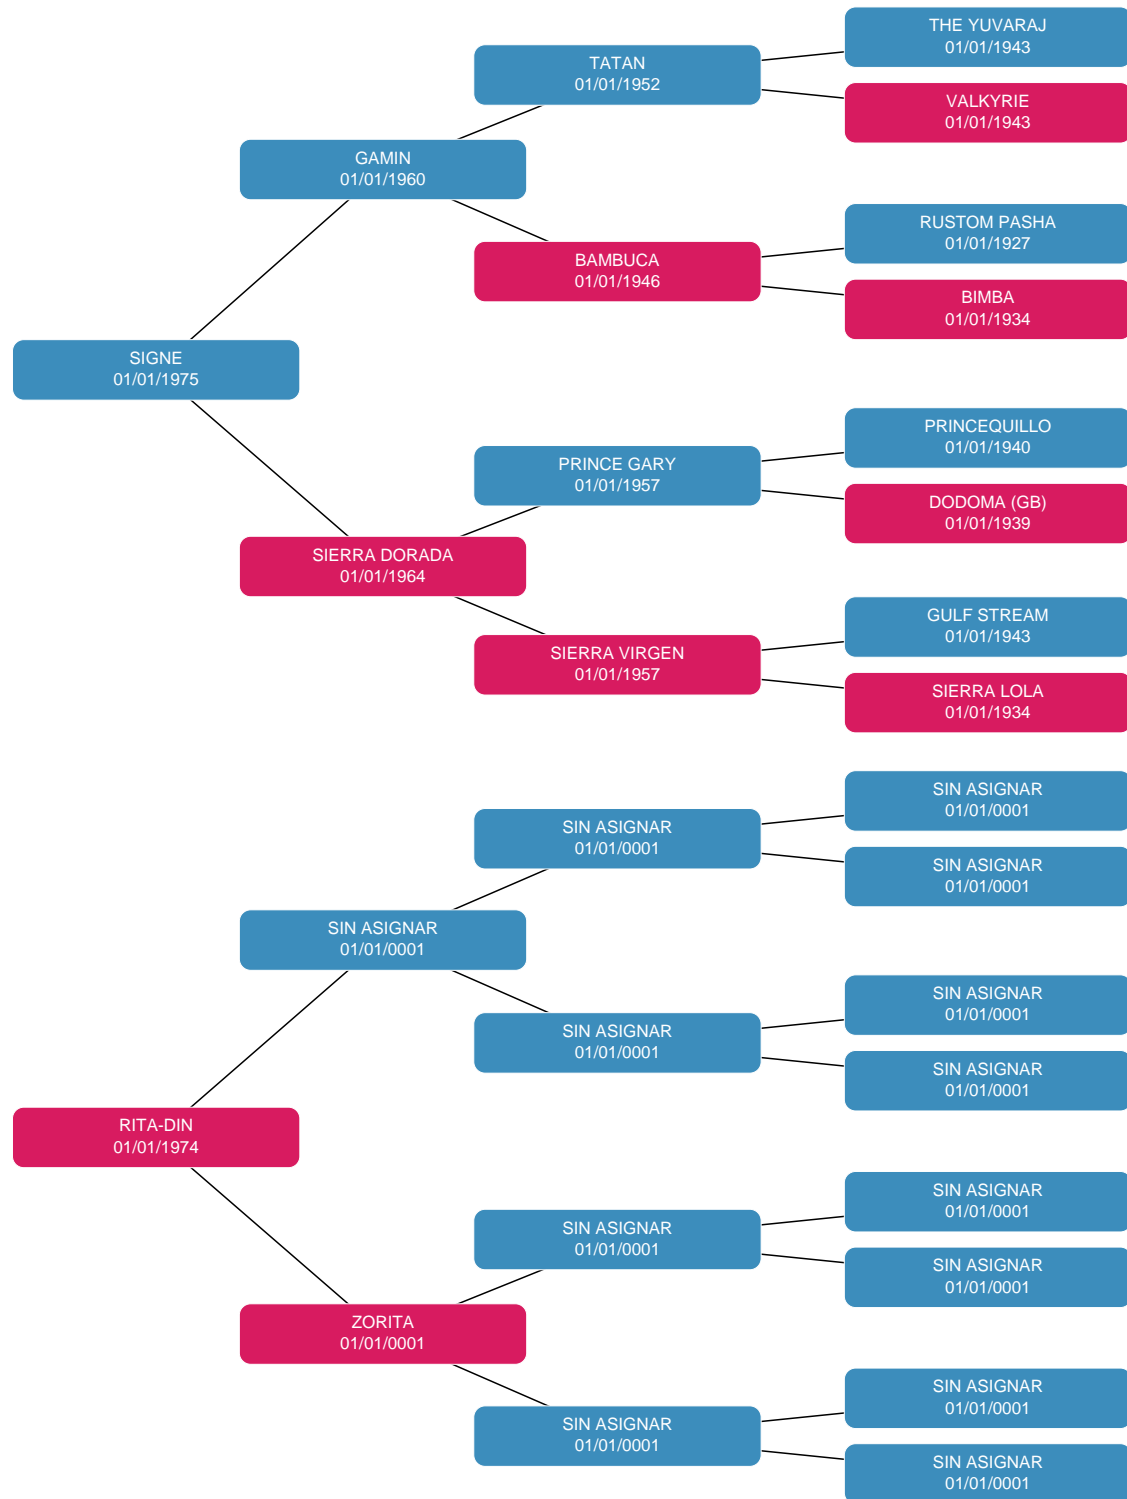 THE YUVARAJ
01/01/1943
TATAN
01/01/1952
VALKYRIE
01/01/1943
GAMIN
01/01/1960
RUSTOM PASHA
01/01/1927
BAMBUCA
01/01/1946
BIMBA
01/01/1934
SIGNE
01/01/1975
PRINCEQUILLO
01/01/1940
PRINCE GARY
01/01/1957
DODOMA (GB)
01/01/1939
SIERRA DORADA
01/01/1964
GULF STREAM
01/01/1943
SIERRA VIRGEN
01/01/1957
SIERRA LOLA
01/01/1934
SIN ASIGNAR
01/01/0001
SIN ASIGNAR
01/01/0001
SIN ASIGNAR
01/01/0001
SIN ASIGNAR
01/01/0001
SIN ASIGNAR
01/01/0001
SIN ASIGNAR
01/01/0001
SIN ASIGNAR
01/01/0001
RITA-DIN
01/01/1974
SIN ASIGNAR
01/01/0001
SIN ASIGNAR
01/01/0001
SIN ASIGNAR
01/01/0001
ZORITA
01/01/0001
SIN ASIGNAR
01/01/0001
SIN ASIGNAR
01/01/0001
SIN ASIGNAR
01/01/0001